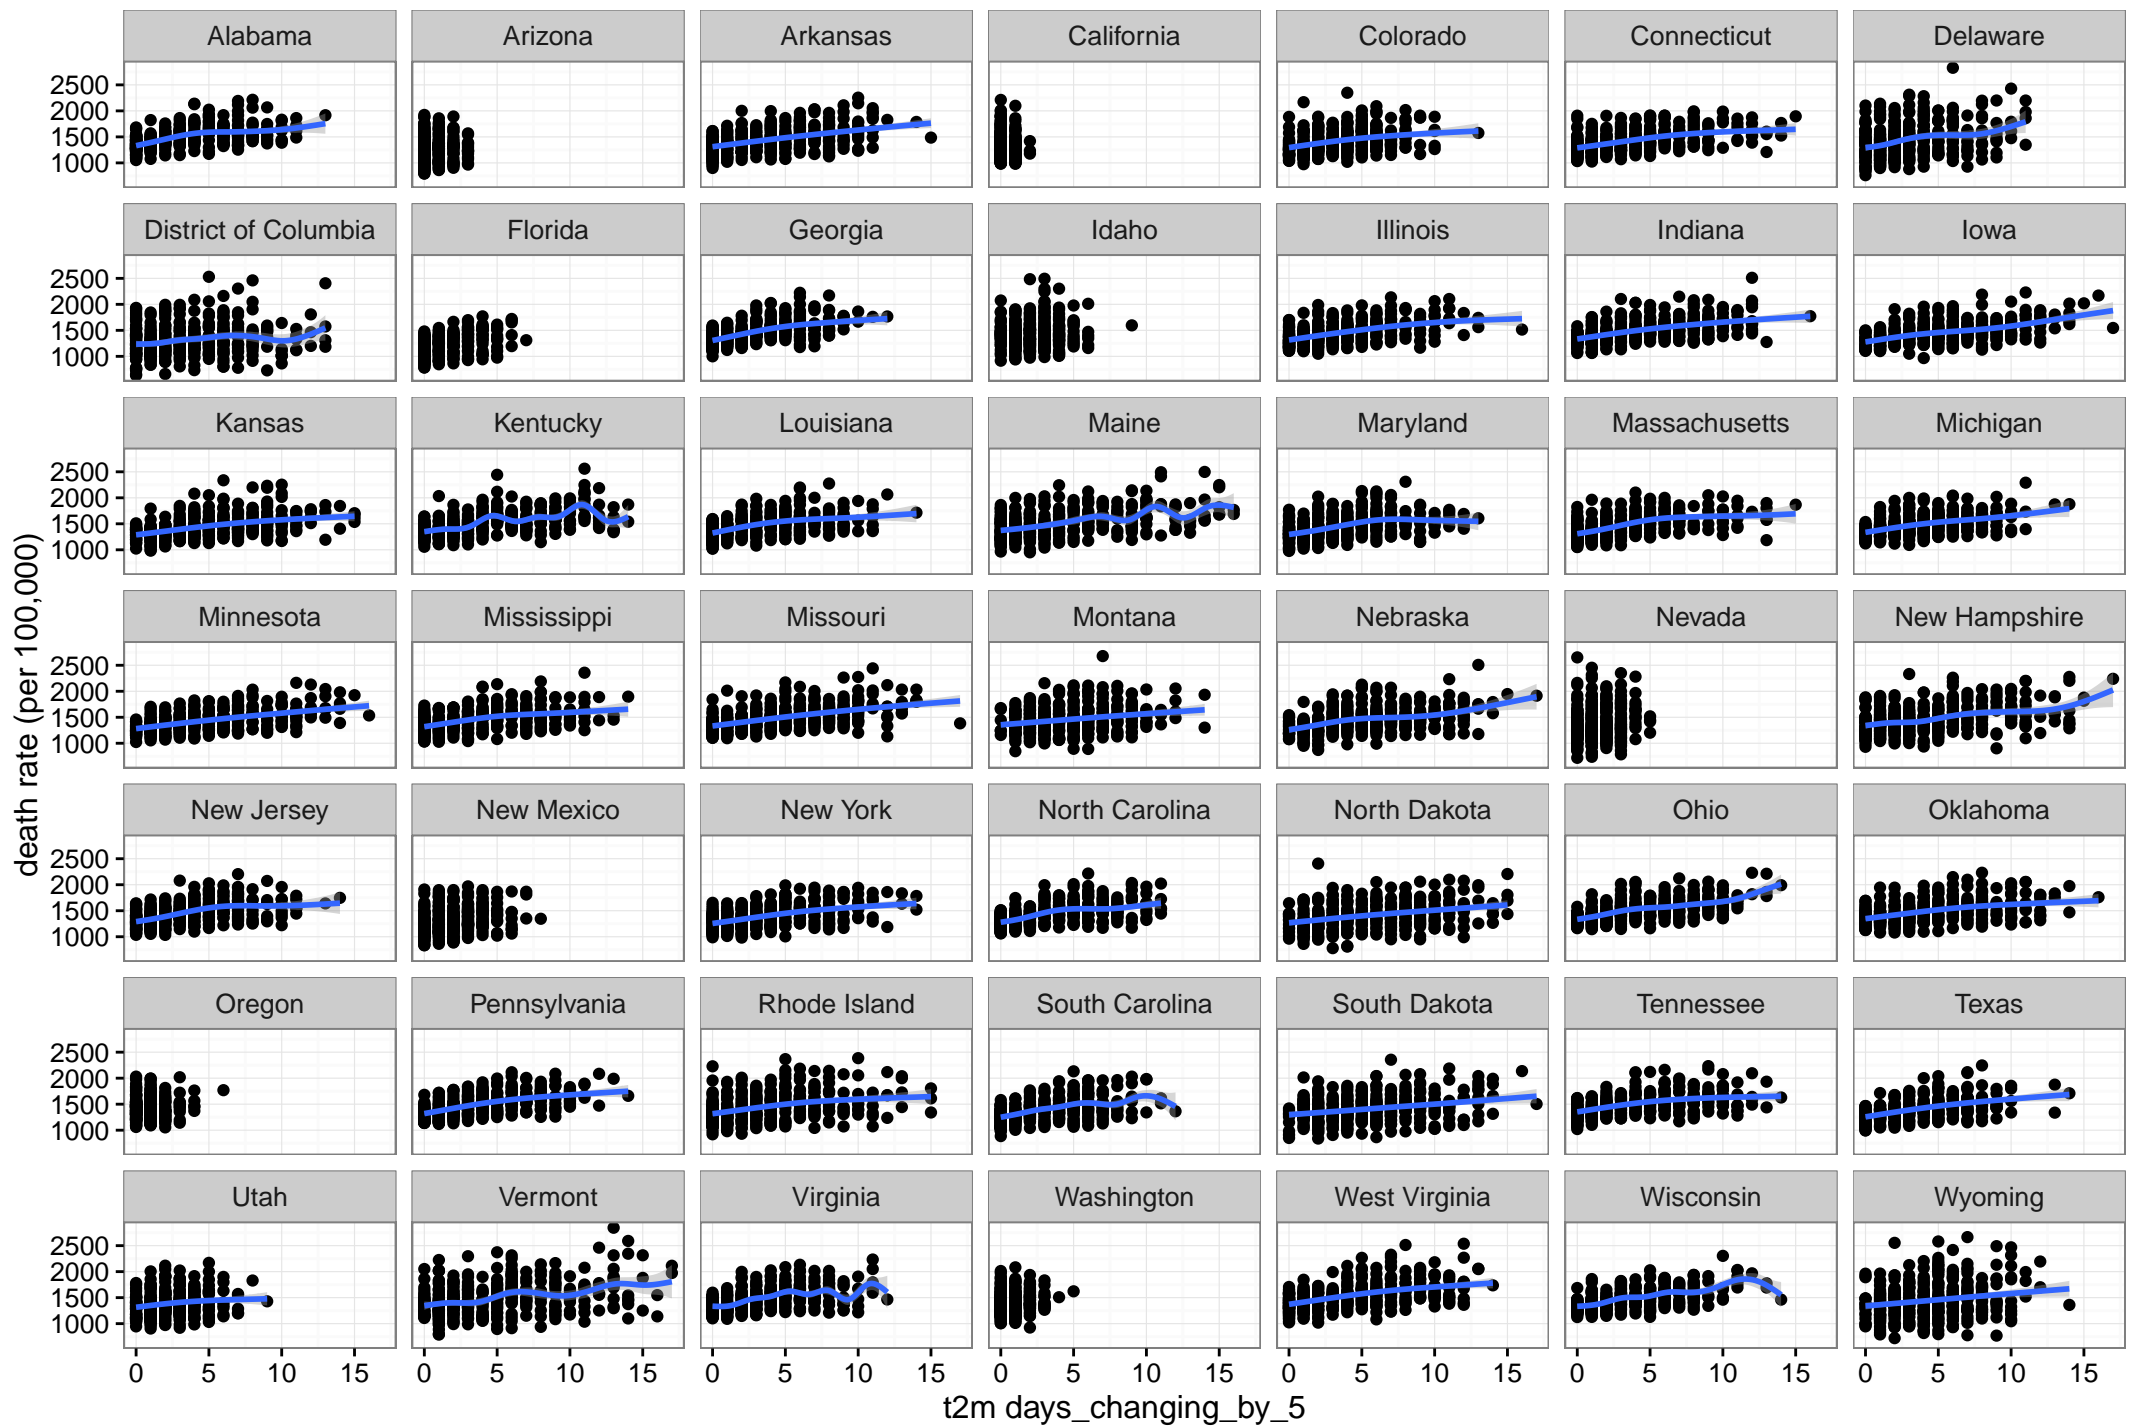 Alabama Arizona Arkansas California Colorado Connecticut Delaware
2500
2000
1500
1000
District of Columbia Florida Georgia Idaho Illinois Indiana Iowa
2500
2000
1500
1000
Kansas Kentucky Louisiana Maine Maryland Massachusetts Michigan
2500
2000
1500
1000
death rate (per 100,000)
Minnesota Mississippi Missouri Montana Nebraska Nevada New Hampshire
2500
2000
1500
1000
New Jersey New Mexico New York North Carolina North Dakota Ohio Oklahoma
2500
2000
1500
1000
Oregon Pennsylvania Rhode Island South Carolina South Dakota Tennessee Texas
2500
2000
1500
1000
Utah Vermont Virginia Washington West Virginia Wisconsin Wyoming
2500
2000
1500
1000
0 5 10 15 0 5 10 15 0 5 10 15 0 5 10 15 0 5 10 15 0 5 10 15 0 5 10 15
t2m days_changing_by_5